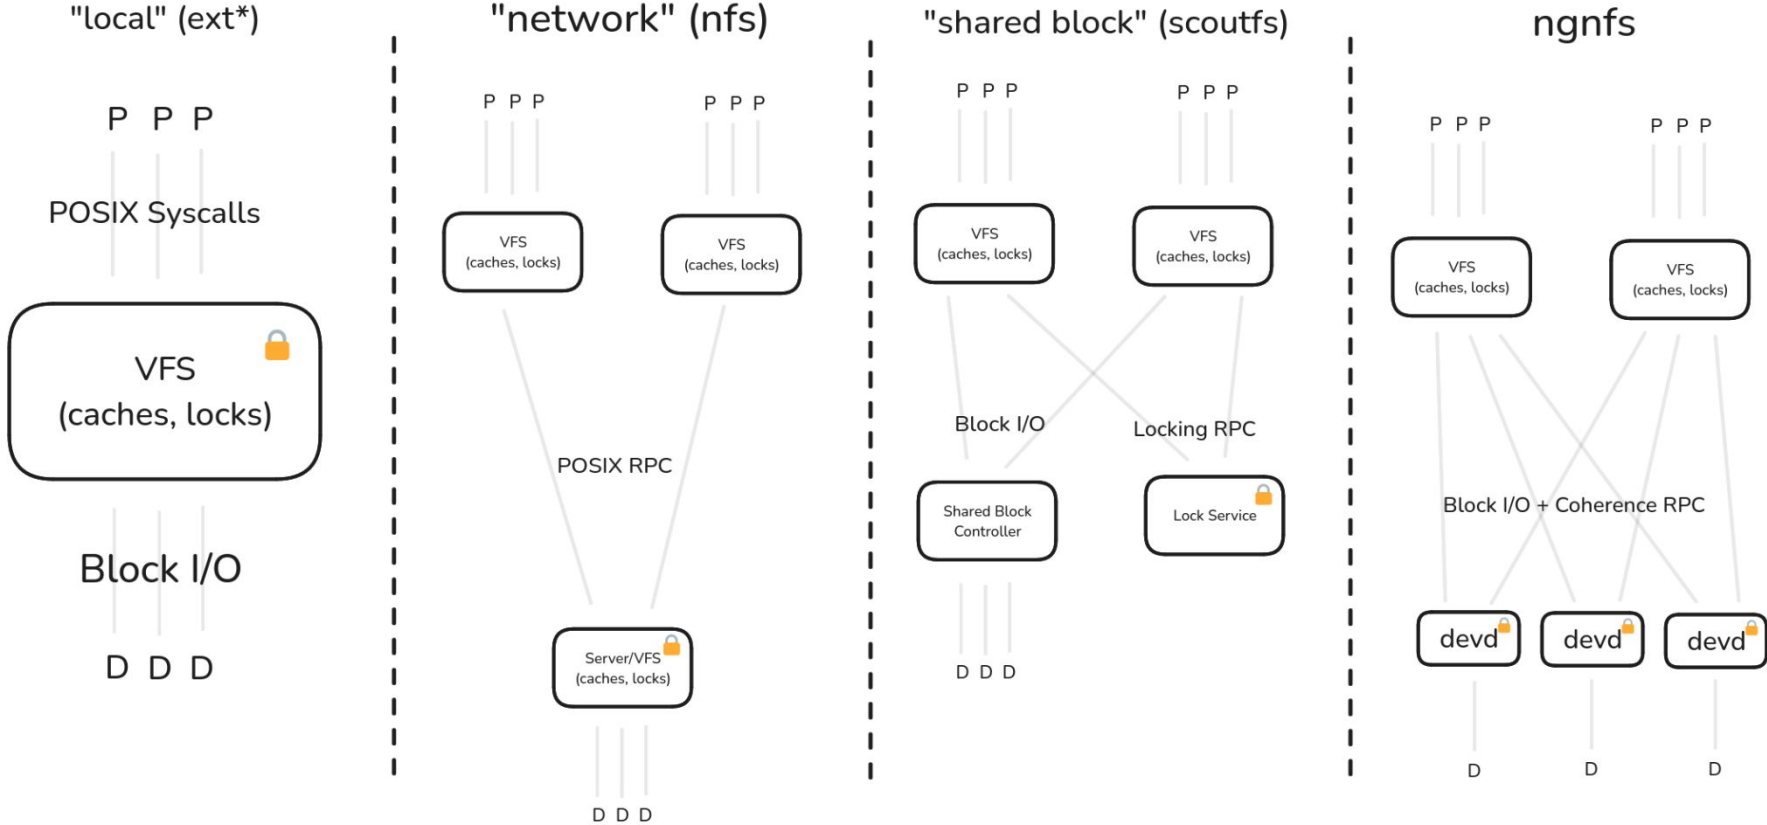 "local" (ext*)
P P P
POSIX Syscalls
VFS
(caches, locks)
Block I/O
D D D
"network" (nfs)
P P P
P P P
VFS
(caches, locks)
VFS
(caches, locks)
POSIX RPC
Server/VFS
(caches, locks)
D D D
"shared block" (scoutfs)
P P P
P P P
VFS
(caches, locks)
VFS
(caches, locks)
Block I/O
Locking RPC
Shared Block
Controller
Lock Service
D D D
ngnfs
P P P
P P P
VFS
(caches, locks)
VFS
(caches, locks)
Block I/O + Coherence RPC
devd
devd
devd
D
D
D